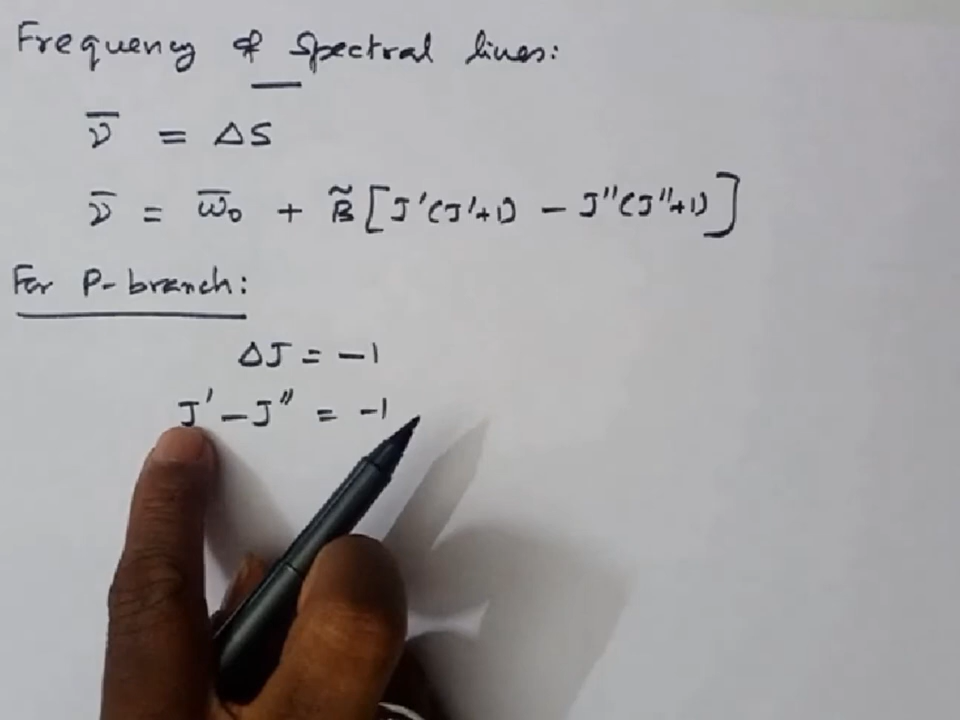 Frequency of spectral lines:
ν̅ = ΔS
ν̅ = ω̅₀ + B̃ [J'(J'+1) − J''(J''+1)]
For P-branch:
ΔJ = −1
J' − J'' = −1